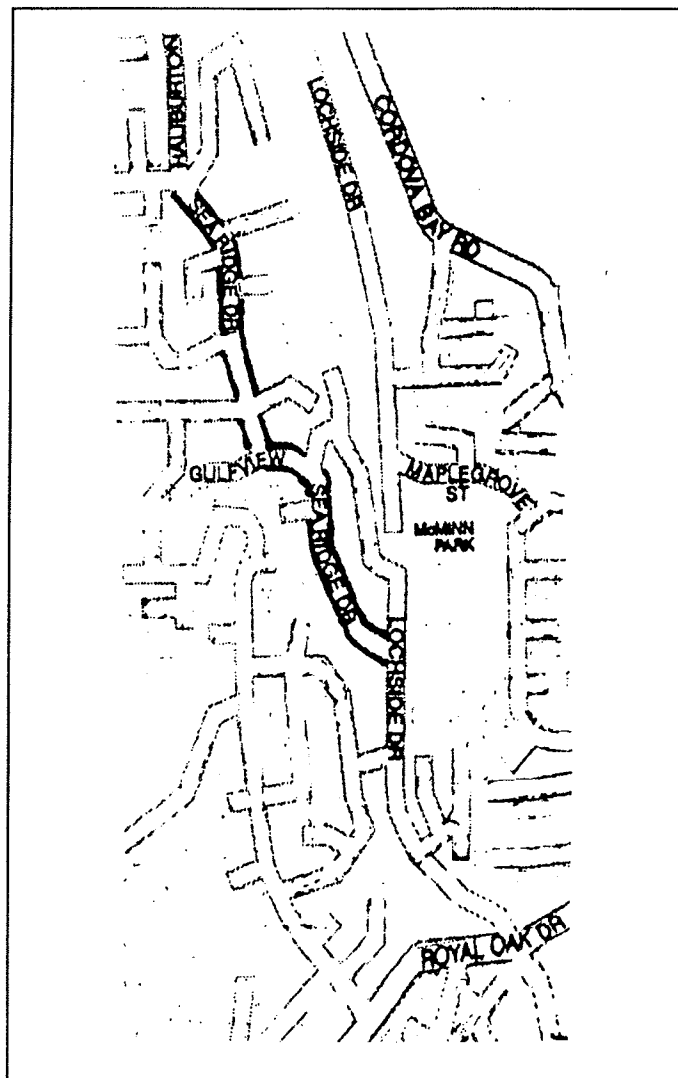 HALIBURTON
LOCHSIDE DR
CORDOVA BAY RD
SEA RIDGE DR
GULFVIEW
MAPLEGROVE
ST
SEA RIDGE DR
McMINN
PARK
LOCHSIDE DR
ROYAL OAK DR